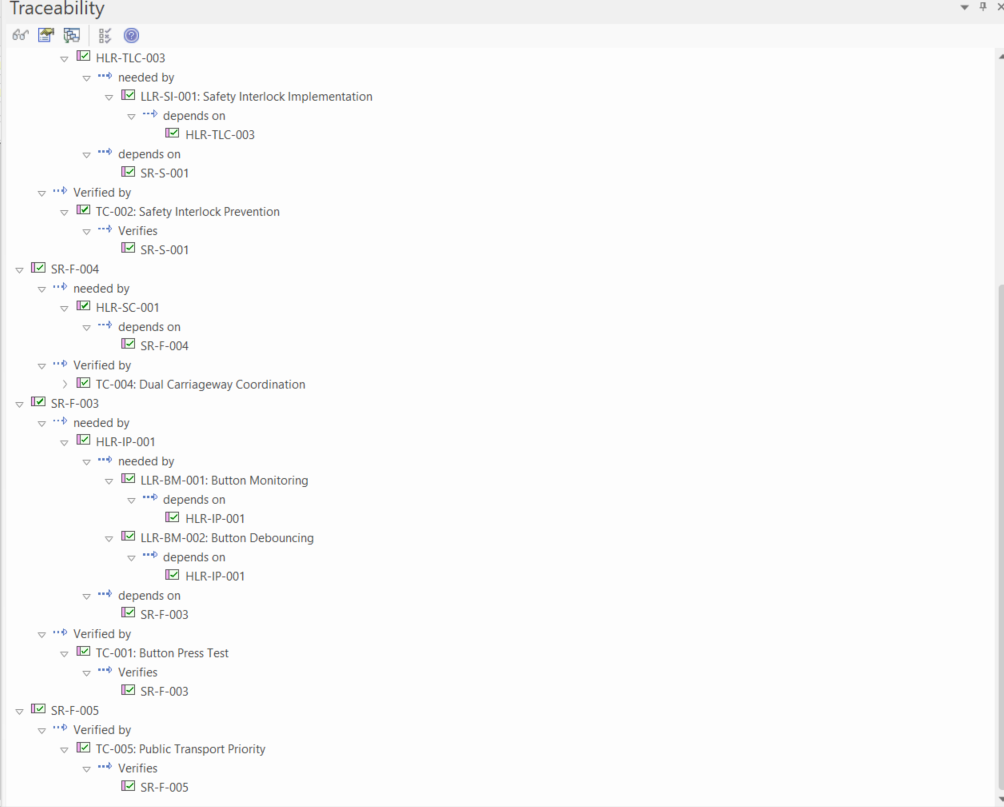 Traceability
HLR-TLC-003
needed by
LLR-SI-001: Safety Interlock Implementation
depends on
HLR-TLC-003
depends on
SR-S-001
Verified by
TC-002: Safety Interlock Prevention
Verifies
SR-S-001
SR-F-004
needed by
HLR-SC-001
depends on
SR-F-004
Verified by
TC-004: Dual Carriageway Coordination
SR-F-003
needed by
HLR-IP-001
needed by
LLR-BM-001: Button Monitoring
depends on
HLR-IP-001
LLR-BM-002: Button Debouncing
depends on
HLR-IP-001
depends on
SR-F-003
Verified by
TC-001: Button Press Test
Verifies
SR-F-003
SR-F-005
Verified by
TC-005: Public Transport Priority
Verifies
SR-F-005